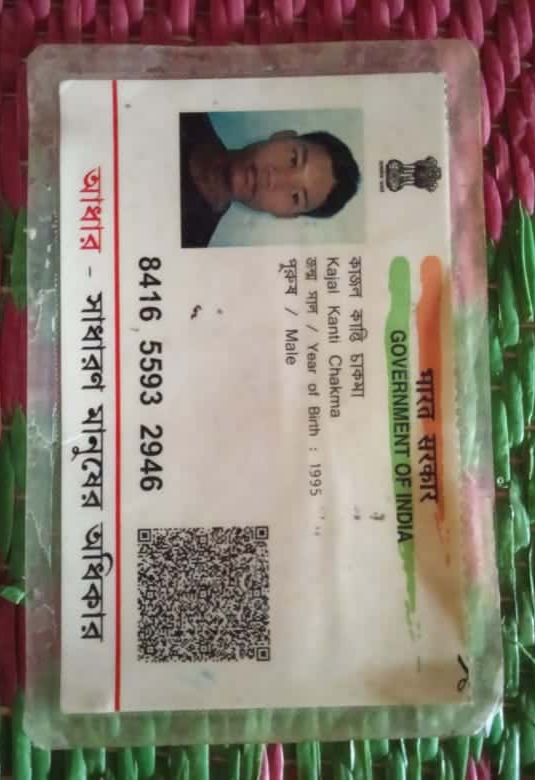 भारत सरकार
GOVERNMENT OF INDIA
কাজল কান্তি চাকমা
Kajal Kanti Chakma
জন্ম সাল / Year of Birth : 1995
পুরুষ / Male
8416 5593 2946
আধার - সাধারণ মানুষের অধিকার